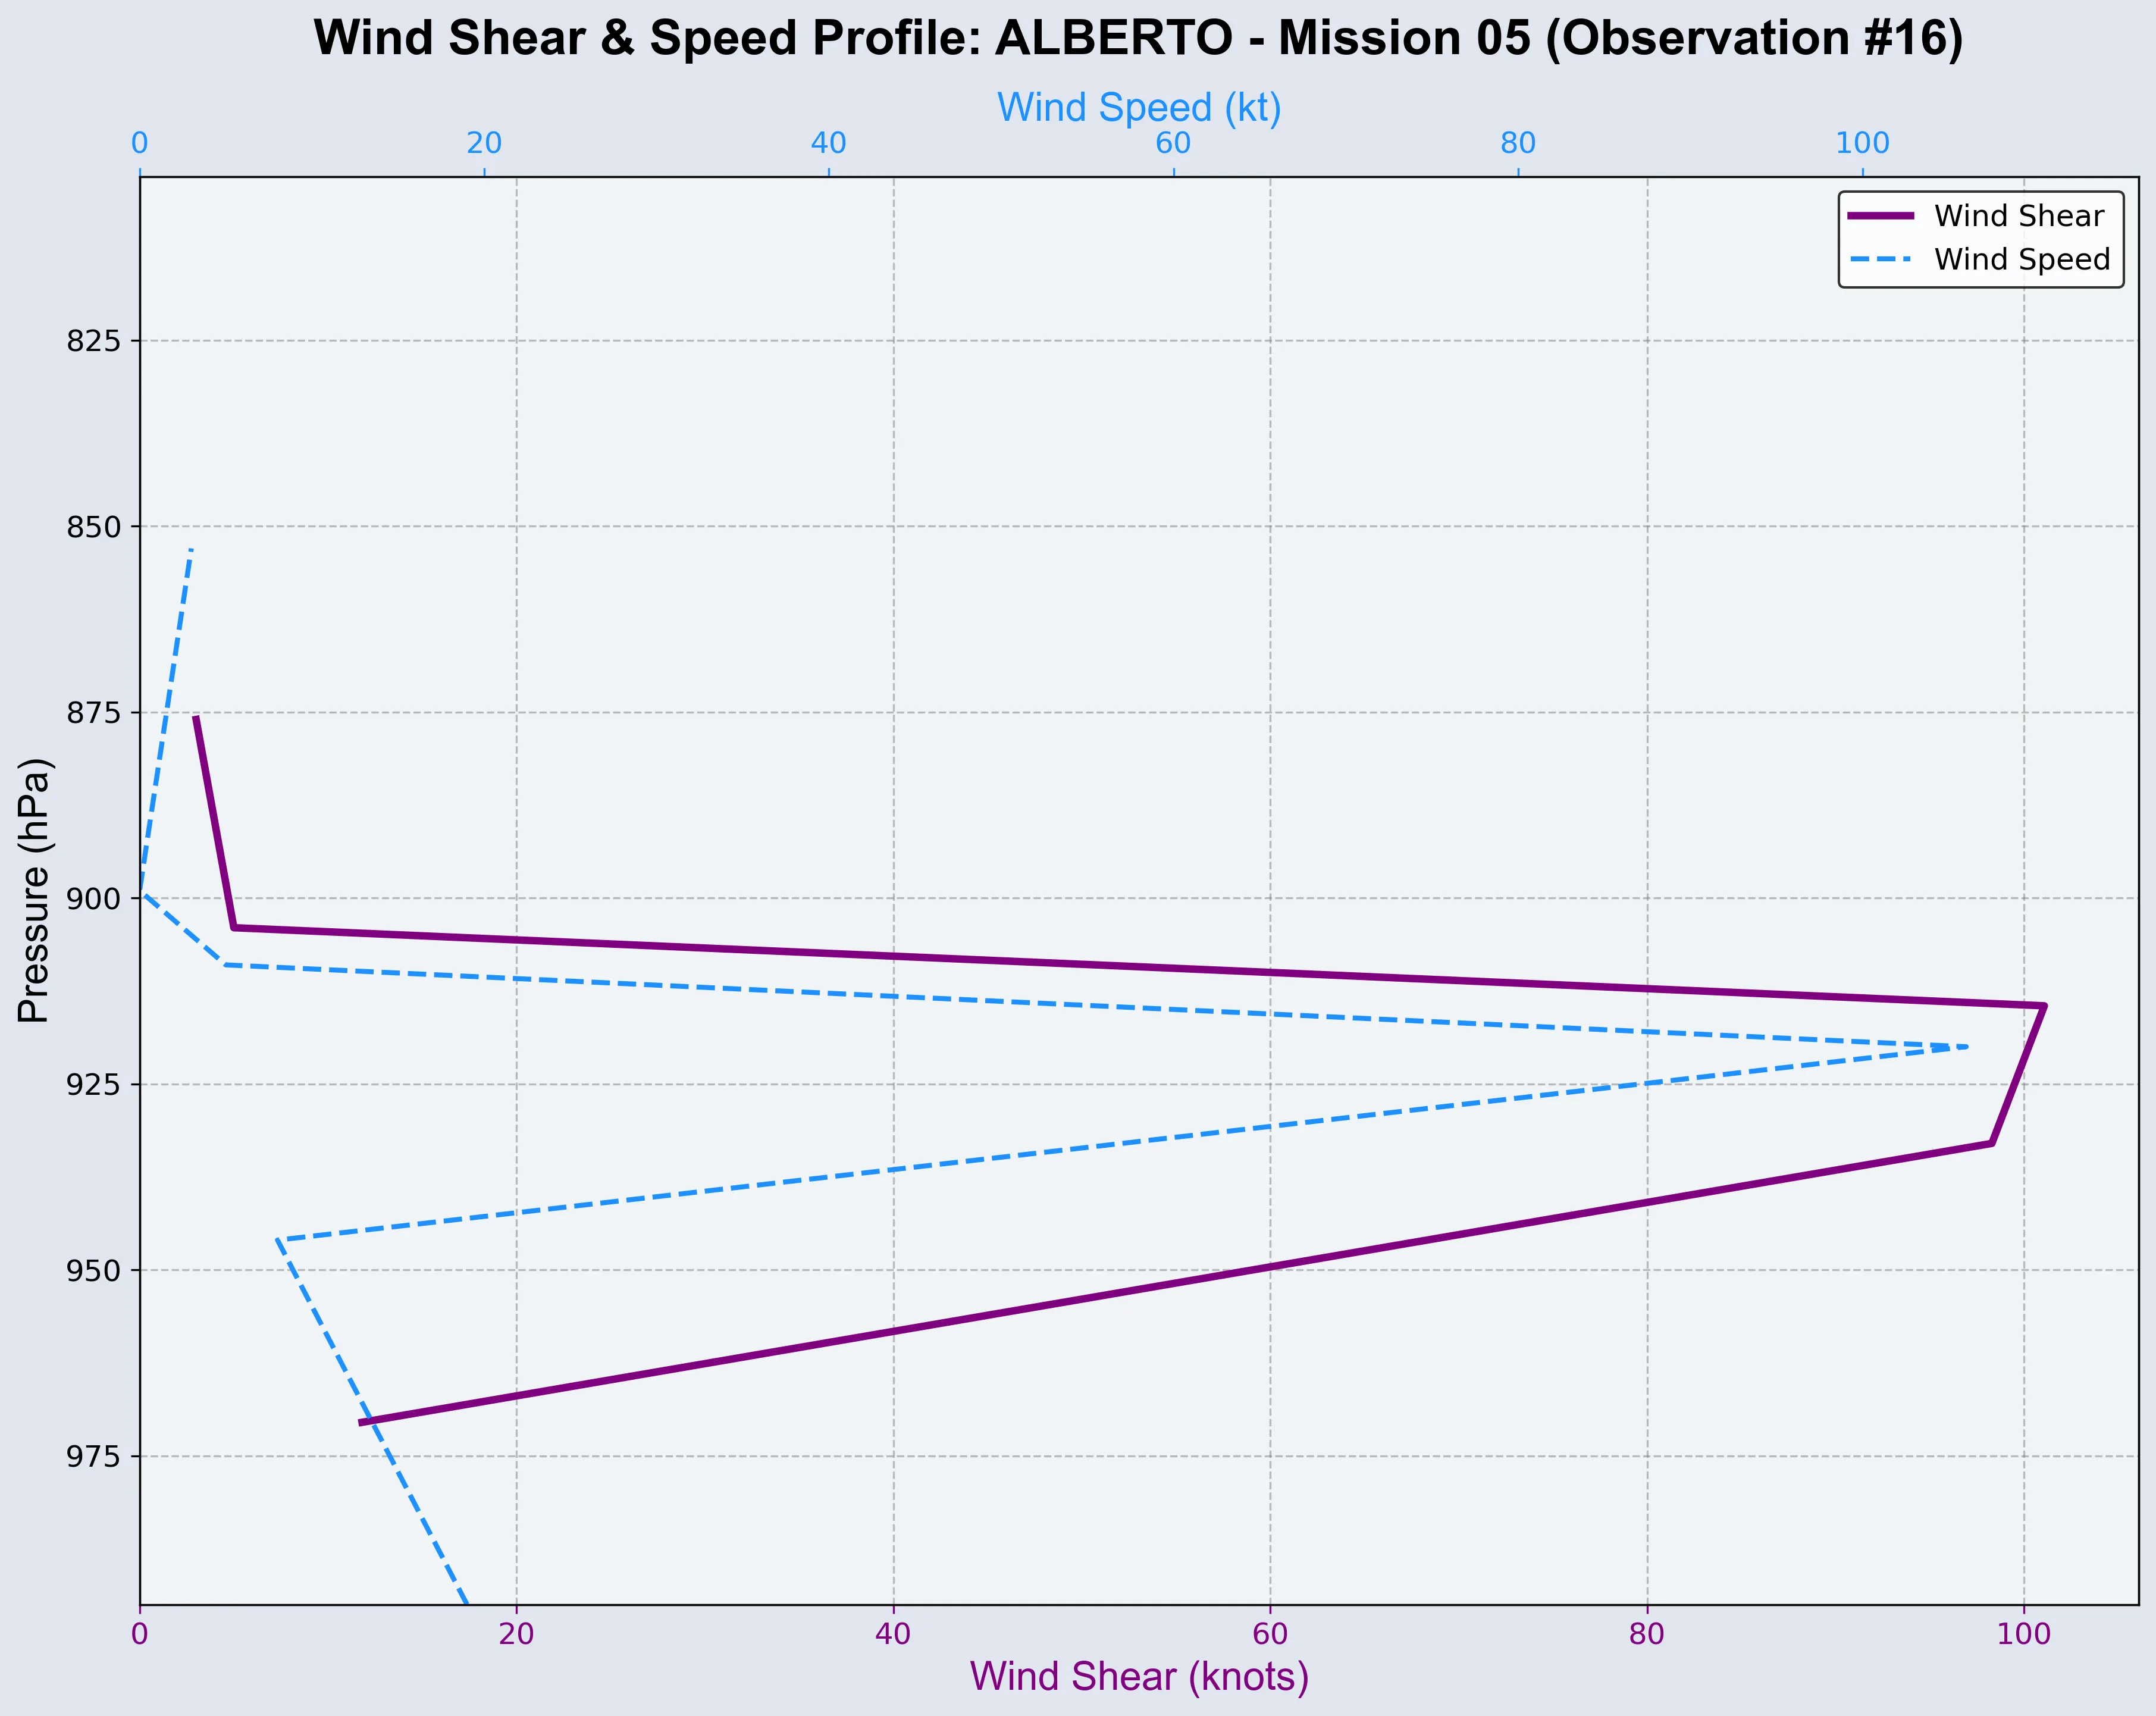 Wind Shear & Speed Profile: ALBERTO - Mission 05 (Observation #16)
Wind Speed (kt)
0 20 40 60 80 100
Wind Shear
Wind Speed
825
850
875
900
925
950
975
Pressure (hPa)
0 20 40 60 80 100
Wind Shear (knots)